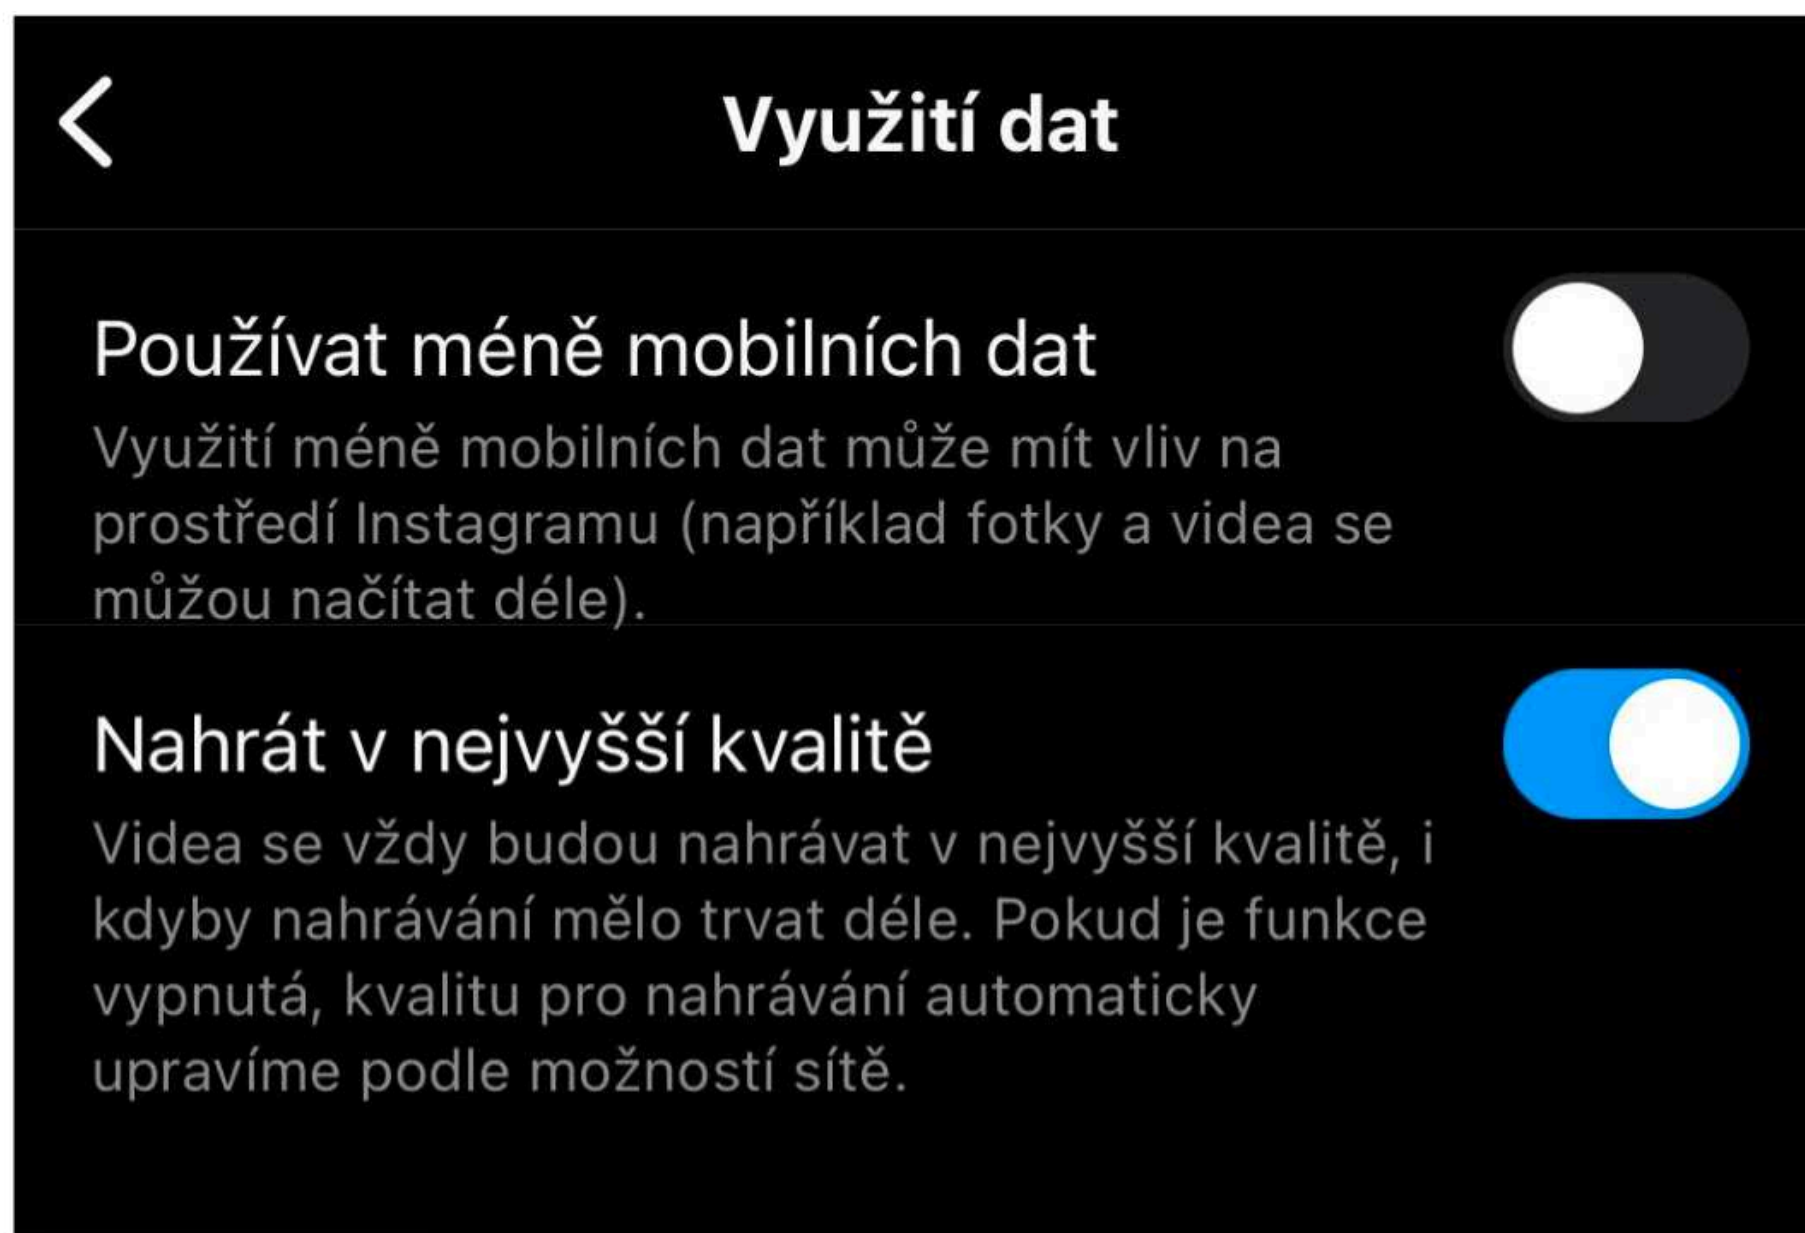 Využití dat
Používat méně mobilních dat
Využití méně mobilních dat může mít vliv na
prostředí Instagramu (například fotky a videa se
můžou načítat déle).
Nahrát v nejvyšší kvalitě
Videa se vždy budou nahrávat v nejvyšší kvalitě, i
kdyby nahrávání mělo trvat déle. Pokud je funkce
vypnutá, kvalitu pro nahrávání automaticky
upravíme podle možností sítě.